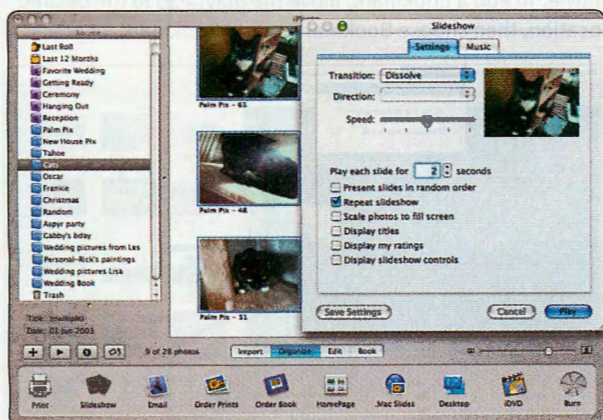 iPhoto
Source
Last Roll
Last 12 Months
Favorite Wedding
Getting Ready
Ceremony
Hanging Out
Reception
Palm Pix
New House Pix
Tahoe
Cats
Oscar
Frankie
Christmas
Random
Aspyr party
Gabby's bday
Wedding pictures from Les
Personal-Rick's paintings
Wedding pictures Lisa
Wedding Book
Trash
Title: (multiple)
Date: 01 Jan 2003
Palm Pix - 65
Palm Pix - 48
Palm Pix - 51
9 of 28 photos
Import Organize Edit Book
Print Slideshow Email Order Prints Order Book HomePage .Mac Slides Desktop iDVD Burn
Slideshow
Settings Music
Transition: Dissolve
Direction:
Speed:
Play each slide for 2 seconds
Present slides in random order
Repeat slideshow
Scale photos to fill screen
Display titles
Display my ratings
Display slideshow controls
Save Settings Cancel Play